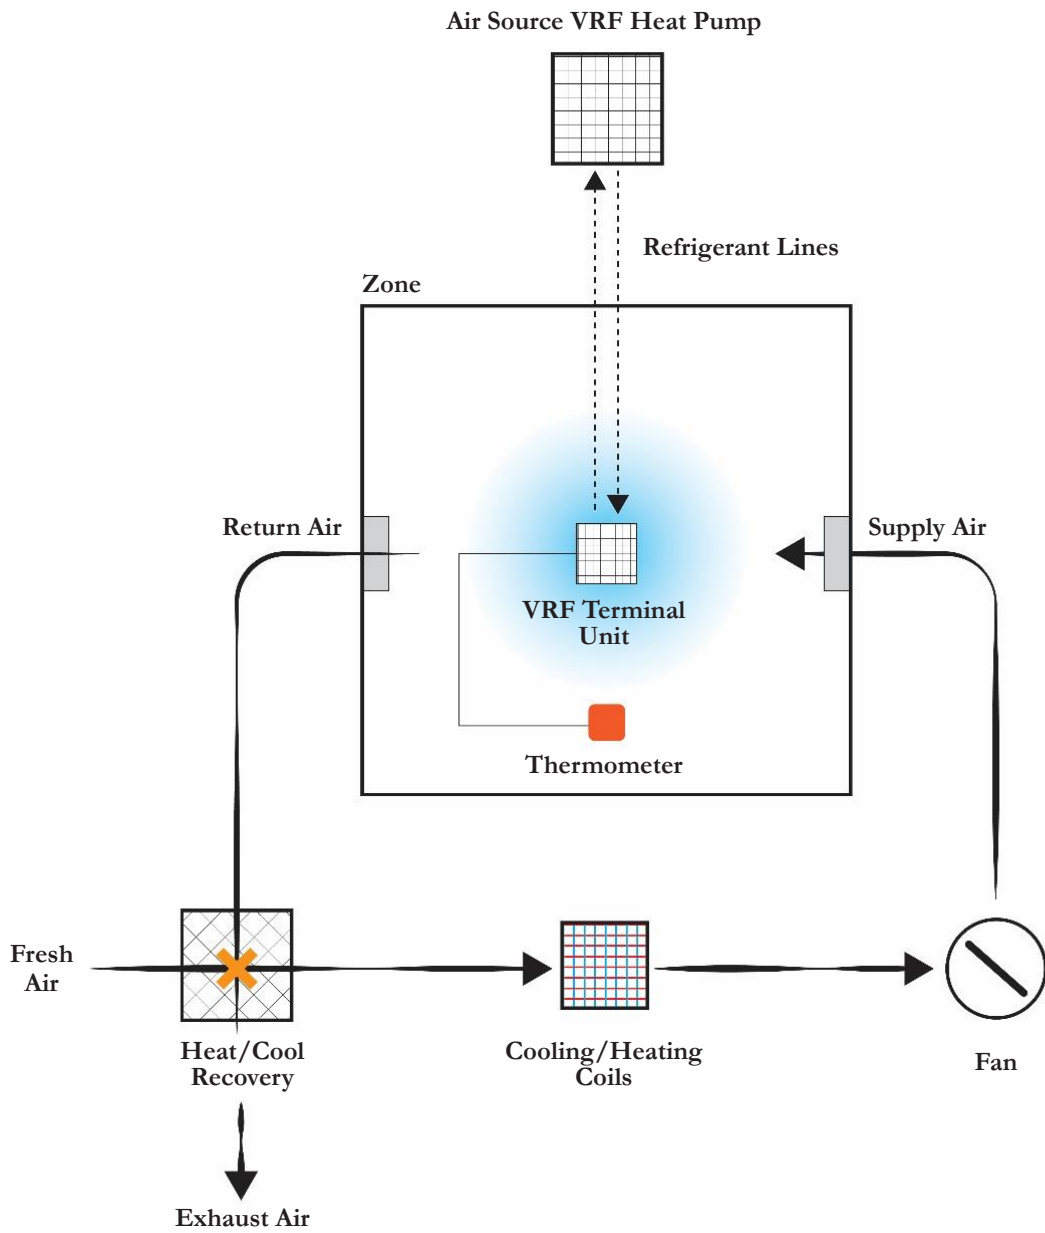 Air Source VRF Heat Pump
Refrigerant Lines
Zone
Return Air
Supply Air
VRF Terminal
Unit
Thermometer
Fresh
Air
Heat/Cool
Recovery
Cooling/Heating
Coils
Fan
Exhaust Air